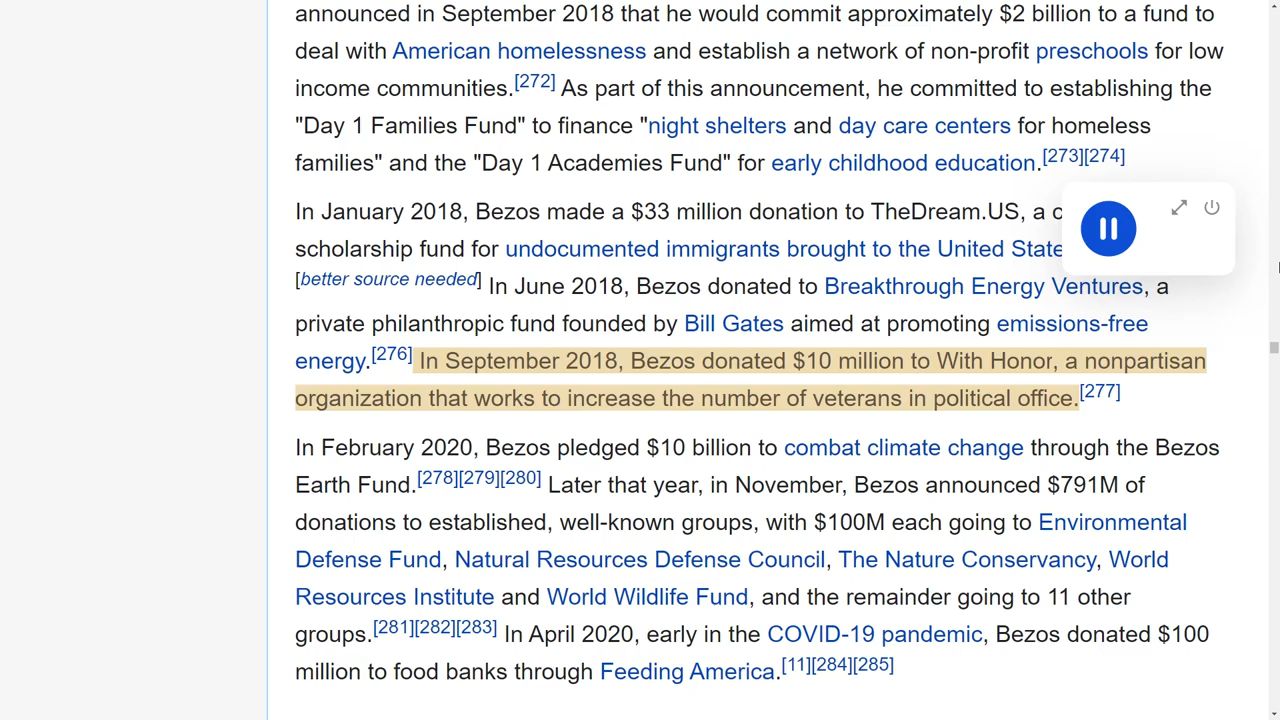 announced in September 2018 that he would commit approximately $2 billion to a fund to
deal with American homelessness and establish a network of non-profit preschools for low
income communities.[272] As part of this announcement, he committed to establishing the
"Day 1 Families Fund" to finance "night shelters and day care centers for homeless
families" and the "Day 1 Academies Fund" for early childhood education.[273][274]
In January 2018, Bezos made a $33 million donation to TheDream.US, a
scholarship fund for undocumented immigrants brought to the United
[better source needed] In June 2018, Bezos donated to Breakthrough Energy Ventures, a
private philanthropic fund founded by Bill Gates aimed at promoting emissions-free
energy.[276] In September 2018, Bezos donated $10 million to With Honor, a nonpartisan
organization that works to increase the number of veterans in political office.[277]
In February 2020, Bezos pledged $10 billion to combat climate change through the Bezos
Earth Fund.[278][279][280] Later that year, in November, Bezos announced $791M of
donations to established, well-known groups, with $100M each going to Environmental
Defense Fund, Natural Resources Defense Council, The Nature Conservancy, World
Resources Institute and World Wildlife Fund, and the remainder going to 11 other
groups.[281][282][283] In April 2020, early in the COVID-19 pandemic, Bezos donated $100
million to food banks through Feeding America.[11][284][285]